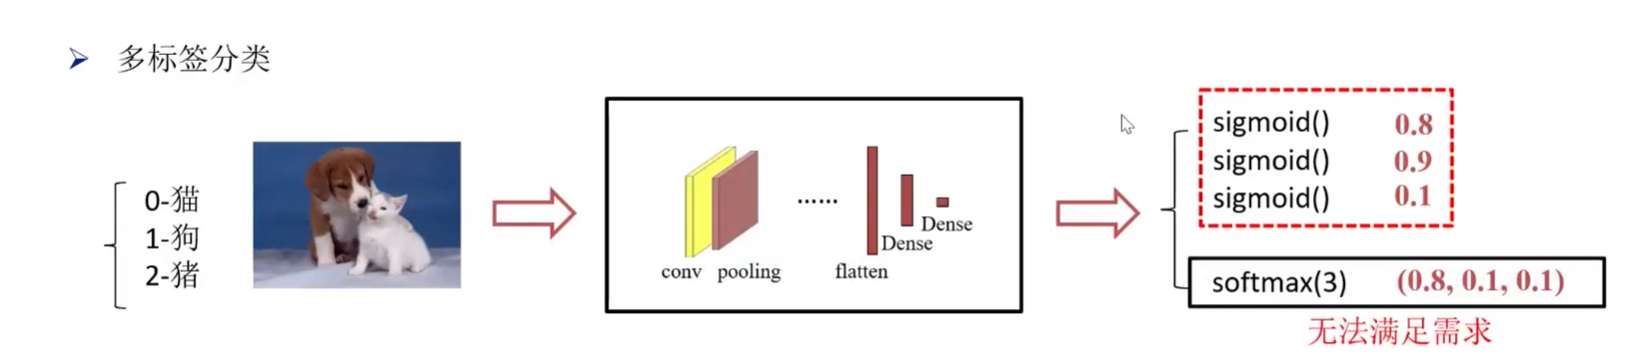 多标签分类
0-猫
1-狗
2-猪
conv pooling
......
flatten
Dense
Dense
sigmoid() 0.8
sigmoid() 0.9
sigmoid() 0.1
softmax(3) (0.8, 0.1, 0.1)
无法满足需求